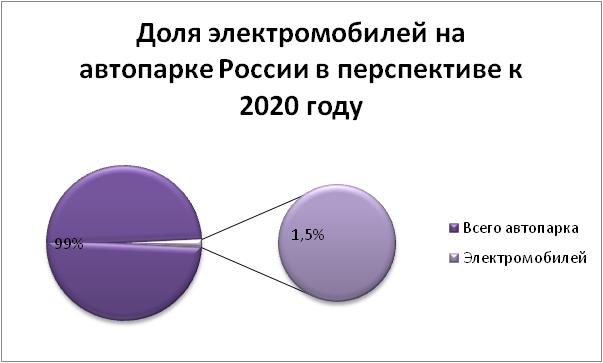 Доля электромобилей на
автопарке России в перспективе к
2020 году
99%
1,5%
Всего автопарка
Электромобилей